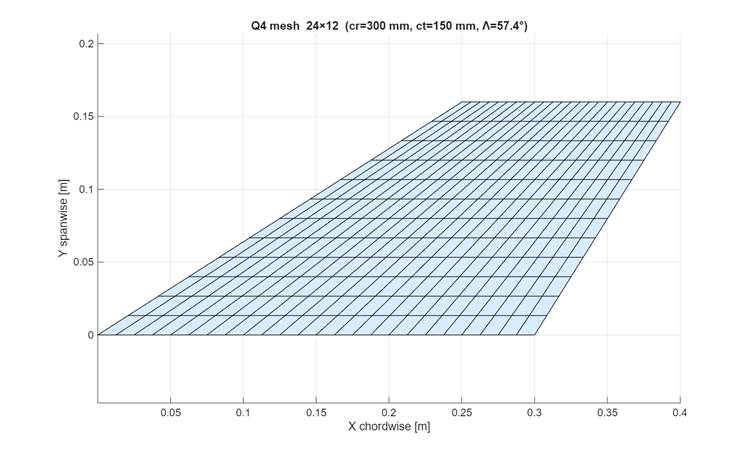 Q4 mesh 24×12 (cr=300 mm, ct=150 mm, Λ=57.4°)
0.2
0.15
0.1
0.05
0
Y spanwise [m]
0.05 0.1 0.15 0.2 0.25 0.3 0.35 0.4
X chordwise [m]